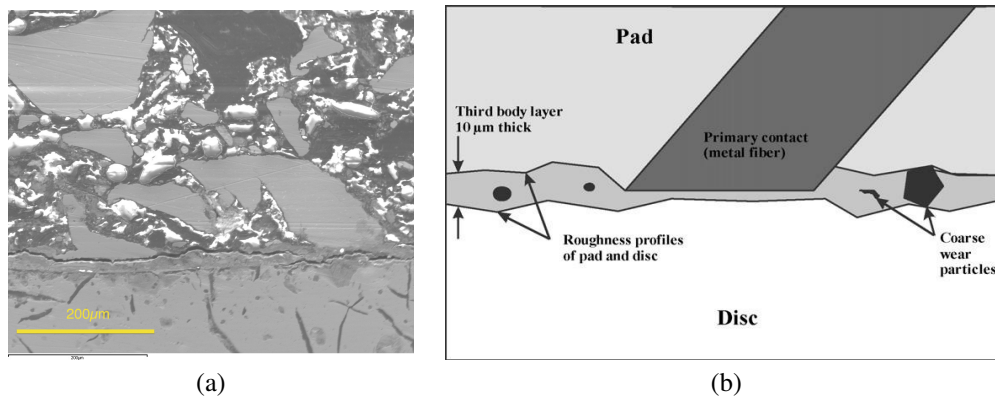 200µm
200µm
(a)
Pad
Third body layer
10 µm thick
Primary contact
(metal fiber)
Roughness profiles
of pad and disc
Coarse
wear
particles
Disc
(b)